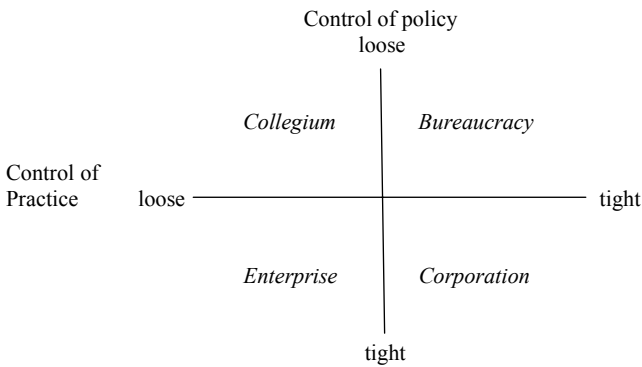 Control of policy
loose
Collegium
Bureaucracy
Control of
Practice
loose
tight
Enterprise
Corporation
tight